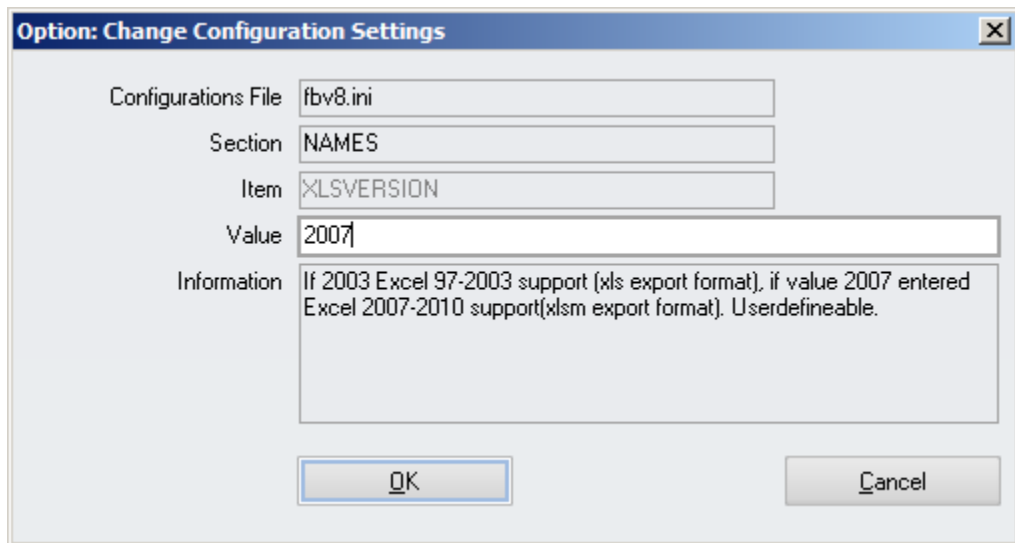 Option: Change Configuration Settings
Configurations File fbv8.ini
Section NAMES
Item XLSVERSION
Value 2007
Information If 2003 Excel 97-2003 support (xls export format), if value 2007 entered
Excel 2007-2010 support(xlsm export format). Userdefineable.
OK Cancel